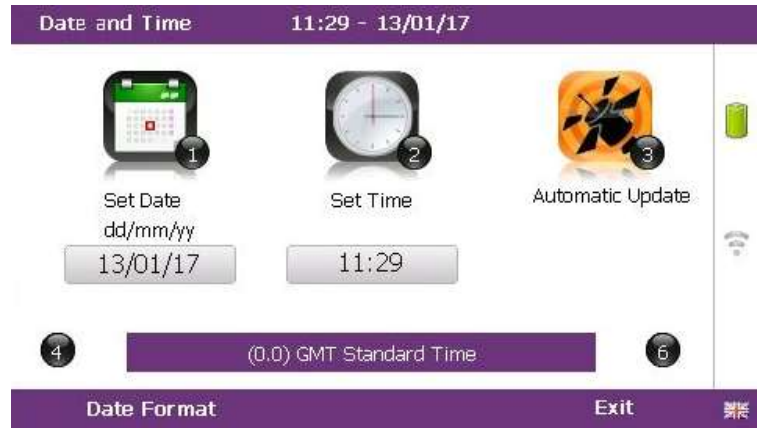 Date and Time 11:29 - 13/01/17
1 2 3
Set Date Set Time Automatic Update
dd/mm/yy
13/01/17 11:29
4 (0.0) GMT Standard Time 6
Date Format Exit